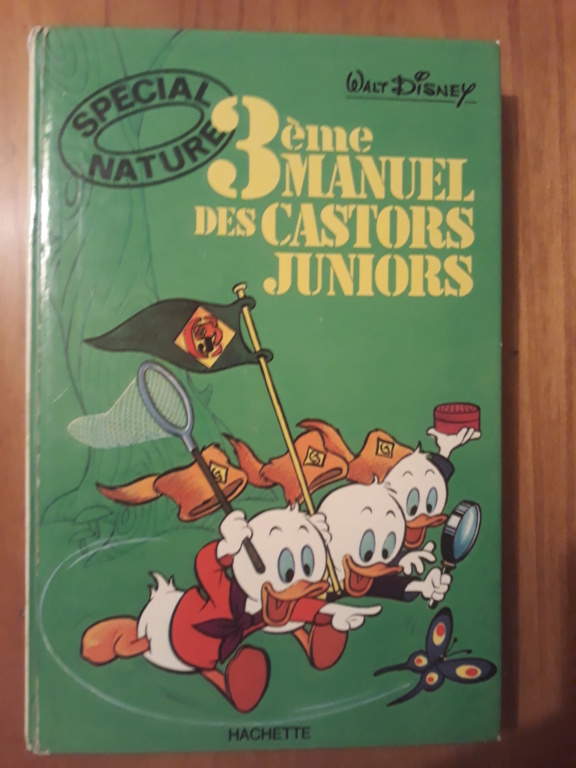 WALT DISNEY
SPECIAL
NATURE
3ème
MANUEL
DES CASTORS
JUNIORS
HACHETTE